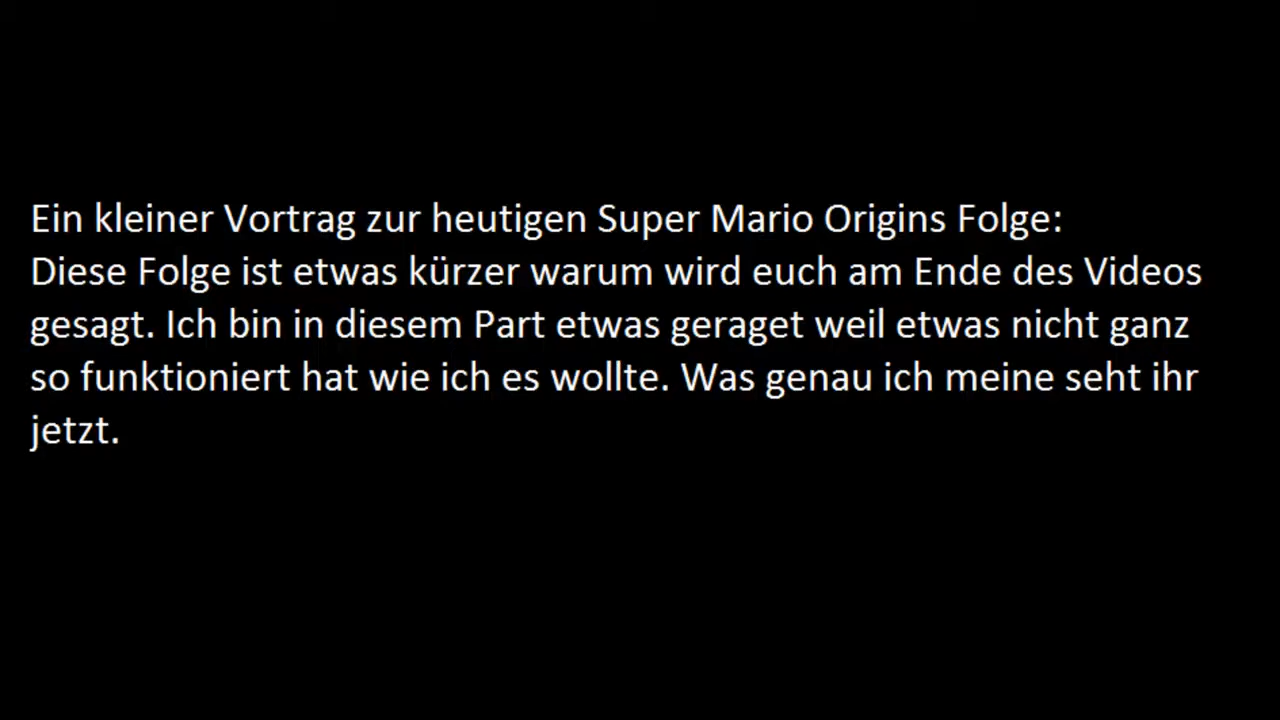 Ein kleiner Vortrag zur heutigen Super Mario Origins Folge:
Diese Folge ist etwas kürzer warum wird euch am Ende des Videos
gesagt. Ich bin in diesem Part etwas geraget weil etwas nicht ganz
so funktioniert hat wie ich es wollte. Was genau ich meine seht ihr
jetzt.